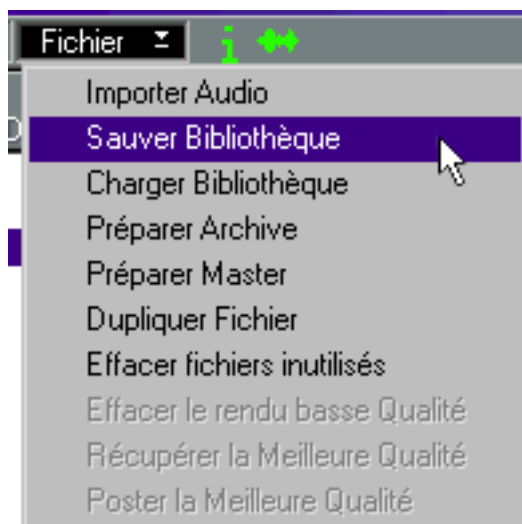 Fichier
Importer Audio
Sauver Bibliothèque
Charger Bibliothèque
Préparer Archive
Préparer Master
Dupliquer Fichier
Effacer fichiers inutilisés
Effacer le rendu basse Qualité
Récupérer la Meilleure Qualité
Poster la Meilleure Qualité